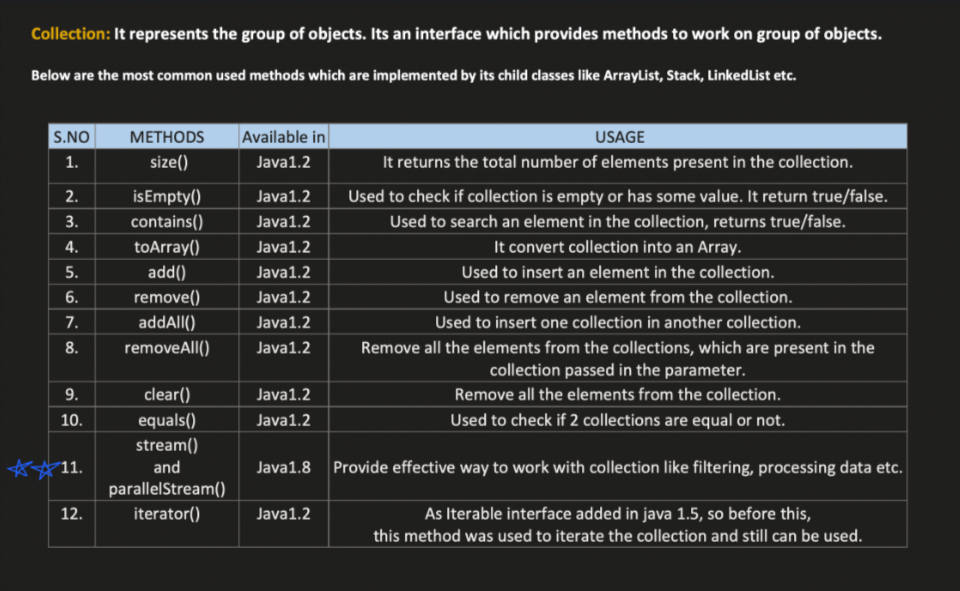 Collection: It represents the group of objects. Its an interface which provides methods to work on group of objects.
Below are the most common used methods which are implemented by its child classes like ArrayList, Stack, LinkedList etc.
S.NO METHODS Available in USAGE
1. size() Java1.2 It returns the total number of elements present in the collection.
2. isEmpty() Java1.2 Used to check if collection is empty or has some value. It return true/false.
3. contains() Java1.2 Used to search an element in the collection, returns true/false.
4. toArray() Java1.2 It convert collection into an Array.
5. add() Java1.2 Used to insert an element in the collection.
6. remove() Java1.2 Used to remove an element from the collection.
7. addAll() Java1.2 Used to insert one collection in another collection.
8. removeAll() Java1.2 Remove all the elements from the collections, which are present in the
collection passed in the parameter.
9. clear() Java1.2 Remove all the elements from the collection.
10. equals() Java1.2 Used to check if 2 collections are equal or not.
stream()
11. and Java1.8 Provide effective way to work with collection like filtering, processing data etc.
parallelStream()
12. iterator() Java1.2 As Iterable interface added in java 1.5, so before this,
this method was used to iterate the collection and still can be used.